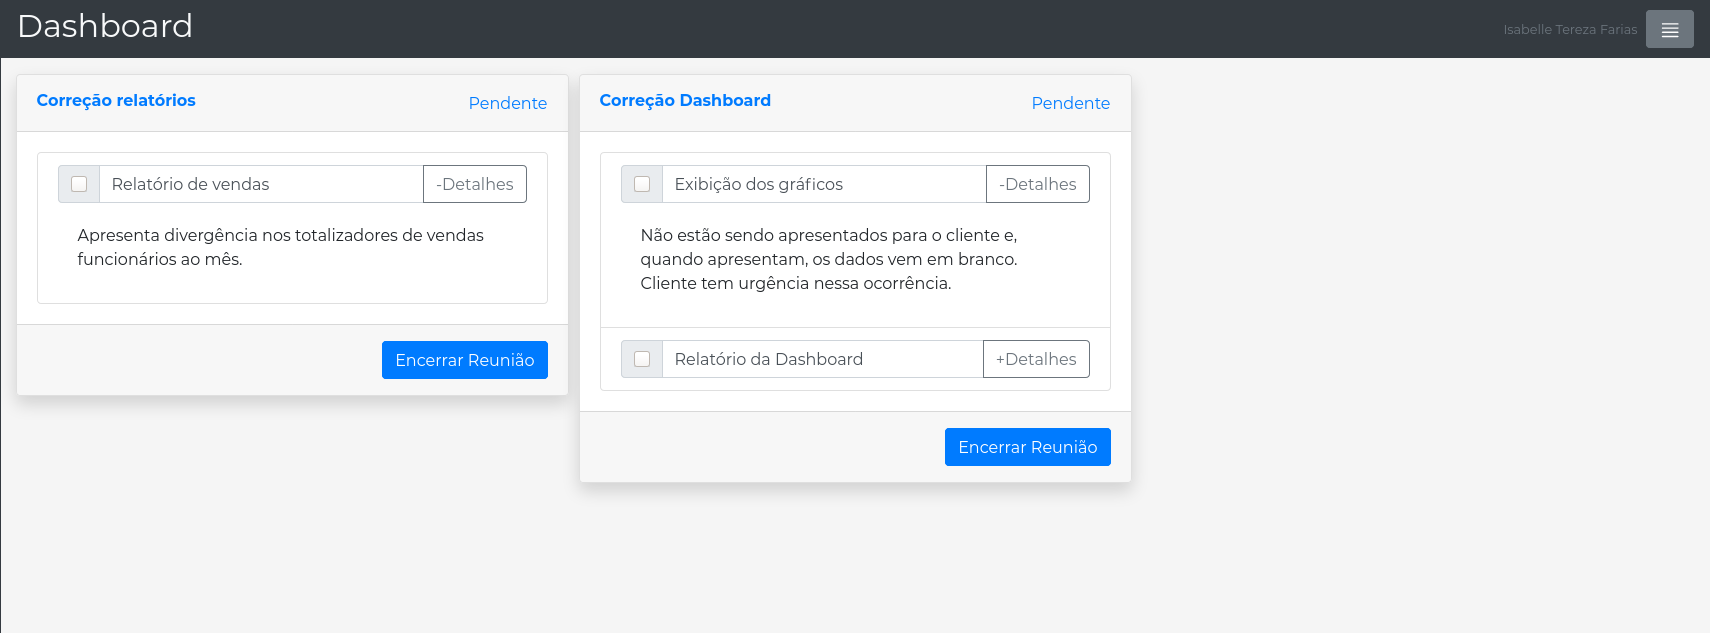 Dashboard
Isabelle Tereza Farias
Correção relatórios
Pendente
Relatório de vendas
-Detalhes
Apresenta divergência nos totalizadores de vendas
funcionários ao mês.
Encerrar Reunião
Correção Dashboard
Pendente
Exibição dos gráficos
-Detalhes
Não estão sendo apresentados para o cliente e,
quando apresentam, os dados vem em branco.
Cliente tem urgência nessa ocorrência.
Relatório da Dashboard
+Detalhes
Encerrar Reunião